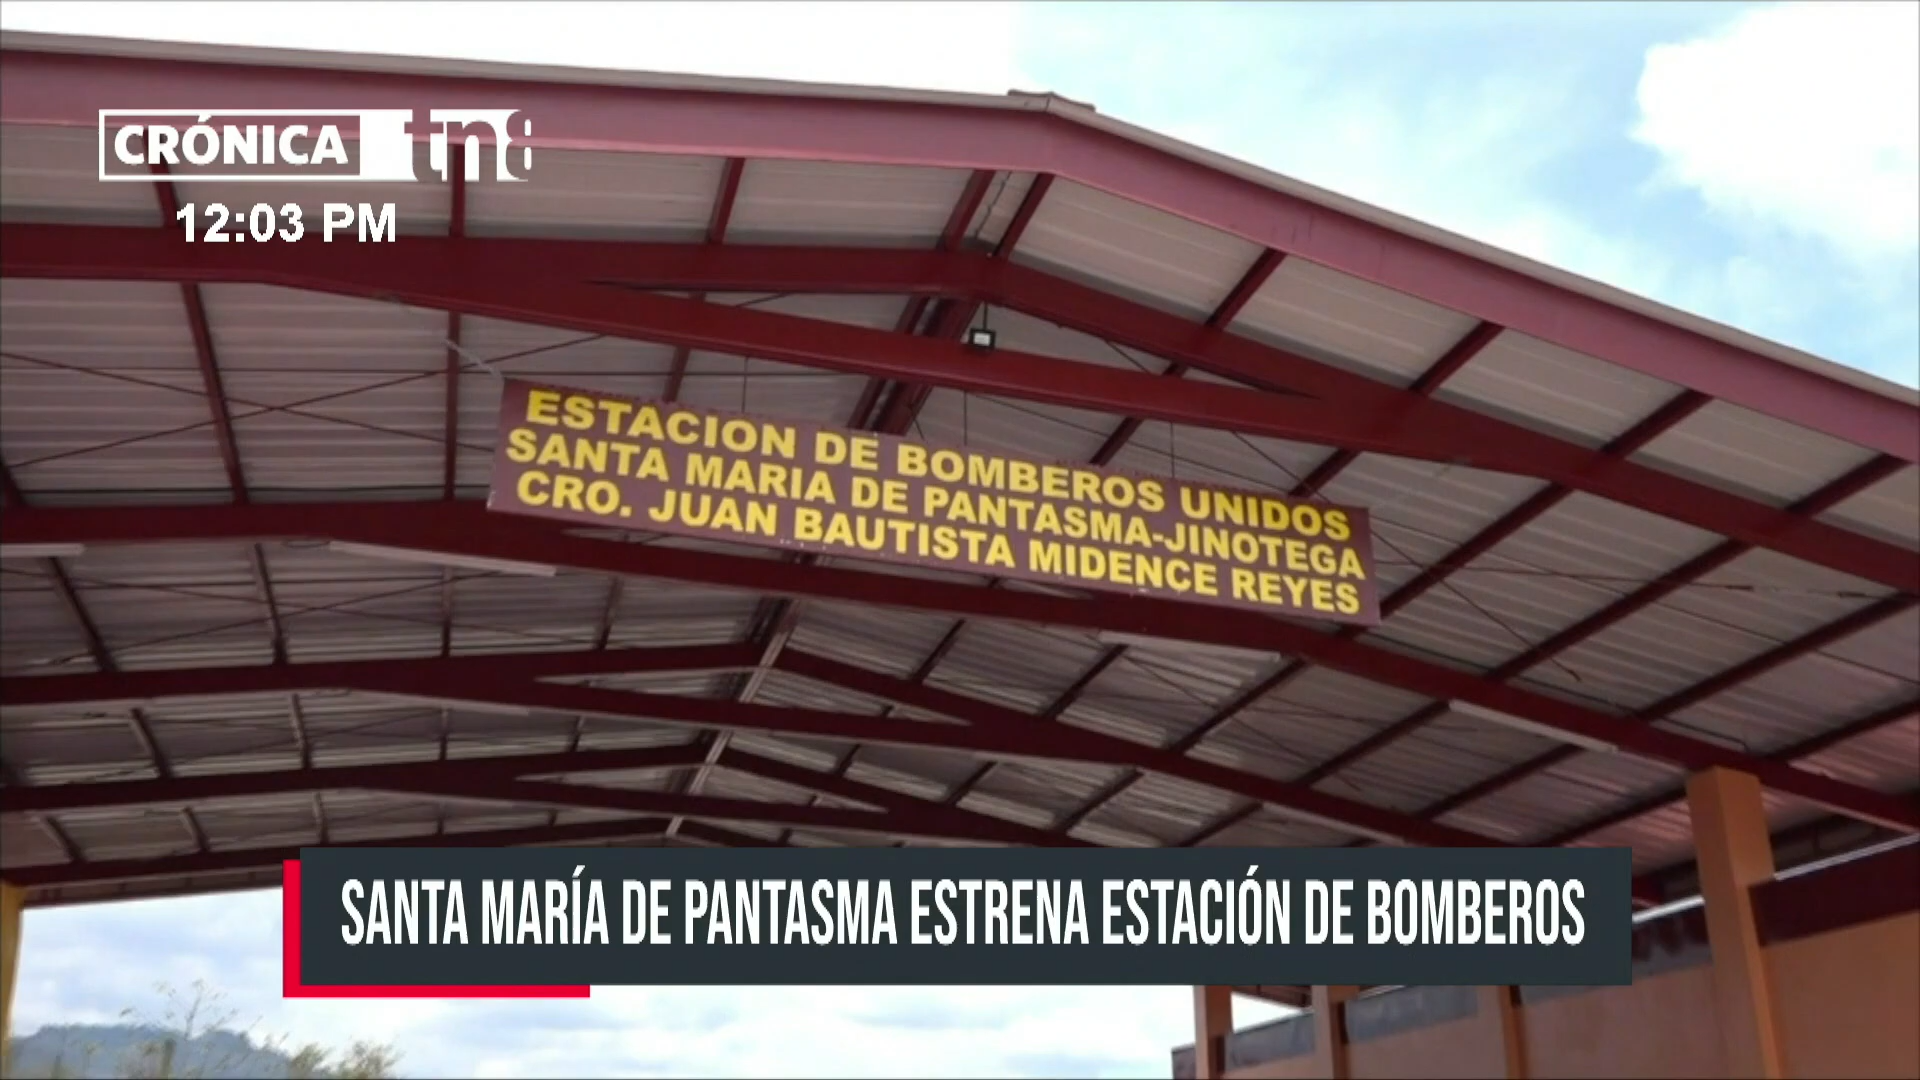 CRÓNICA tn8
12:03 PM
ESTACION DE BOMBEROS UNIDOS
SANTA MARIA DE PANTASMA-JINOTEGA
CRO. JUAN BAUTISTA MIDENCE REYES
SANTA MARÍA DE PANTASMA ESTRENA ESTACIÓN DE BOMBEROS